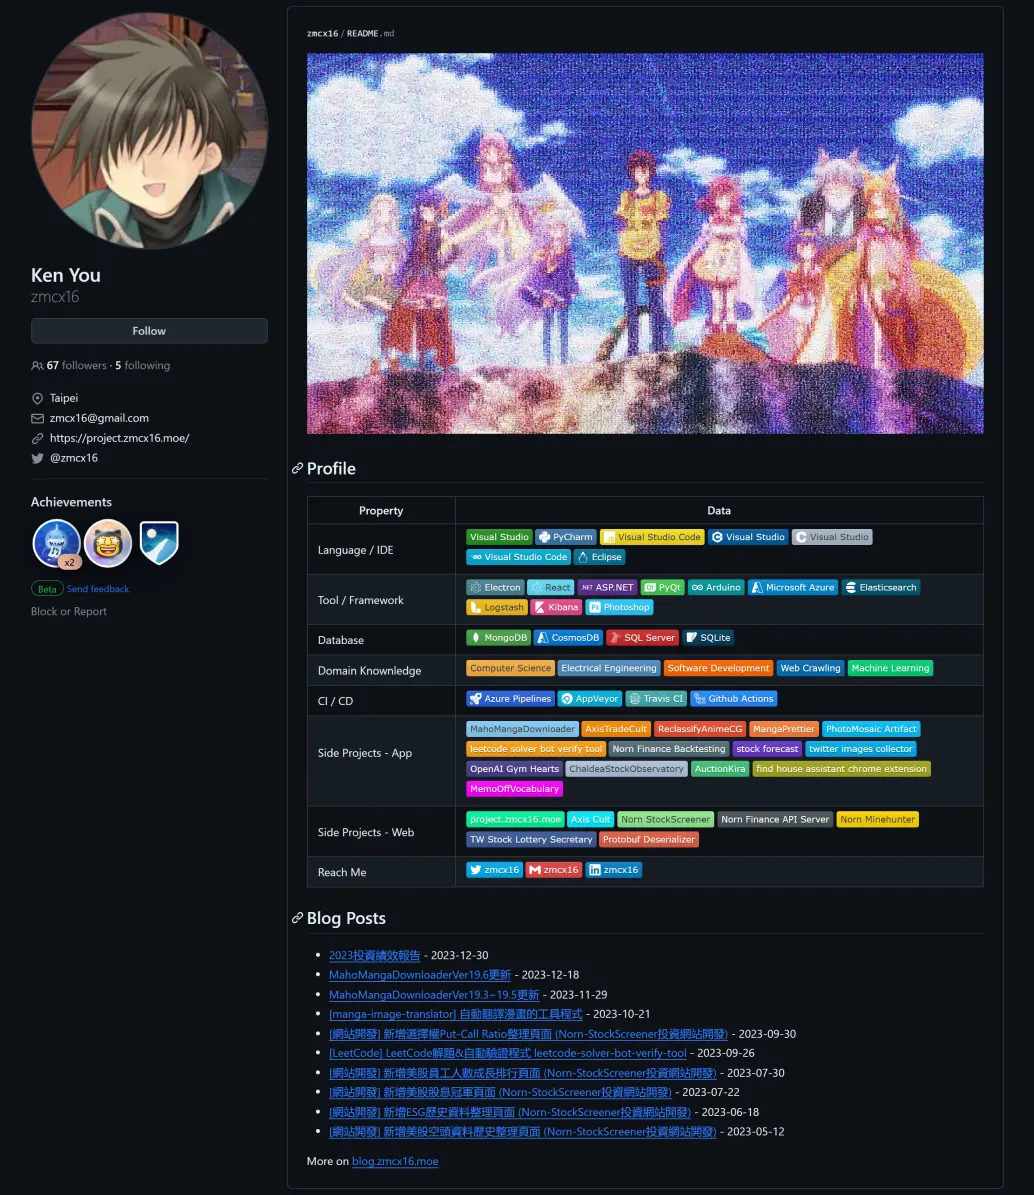 Ken You
zmcx16
Follow
67 followers · 5 following
Taipei
zmcx16@gmail.com
https://project.zmcx16.moe/
@zmcx16
Achievements
x2
Beta Send feedback
Block or Report
zmcx16 / README.md
Profile
Property Data
Language / IDE
Visual Studio PyCharm Visual Studio Code Visual Studio Visual Studio
Visual Studio Code Eclipse
Tool / Framework
Electron React ASP.NET PyQt Arduino Microsoft Azure Elasticsearch
Logstash Kibana Photoshop
Database MongoDB CosmosDB SQL Server SQLite
Domain Knownledge Computer Science Electrical Engineering Software Development Web Crawling Machine Learning
CI / CD Azure Pipelines AppVeyor Travis CI Github Actions
Side Projects - App
MahoMangaDownloader AxisTradeCult ReclassifyAnimeCG MangaPrettier PhotoMosaic Artifact
leetcode solver bot verify tool Norn Finance Backtesting stock forecast twitter images collector
OpenAI Gym Hearts ChaldeaStockObservatory AuctionKira find house assistant chrome extension
MemoOffVocabulary
Side Projects - Web
project.zmcx16.moe Axis Cult Norn StockScreener Norn Finance API Server Norn Minehunter
TW Stock Lottery Secretary Protobuf Deserializer
Reach Me zmcx16 zmcx16 zmcx16
Blog Posts
2023投資績效報告 - 2023-12-30
MahoMangaDownloaderVer19.6更新 - 2023-12-18
MahoMangaDownloaderVer19.3~19.5更新 - 2023-11-29
[manga-image-translator] 自動翻譯漫畫的工具程式 - 2023-10-21
[網站開發] 新增選擇權Put-Call Ratio整理頁面 (Norn-StockScreener投資網站開發) - 2023-09-30
[LeetCode] LeetCode解題&自動驗證程式 leetcode-solver-bot-verify-tool - 2023-09-26
[網站開發] 新增美股員工人數成長排行頁面 (Norn-StockScreener投資網站開發) - 2023-07-30
[網站開發] 新增美股股息冠軍頁面 (Norn-StockScreener投資網站開發) - 2023-07-22
[網站開發] 新增ESG歷史資料整理頁面 (Norn-StockScreener投資網站開發) - 2023-06-18
[網站開發] 新增美股空頭資料歷史整理頁面 (Norn-StockScreener投資網站開發) - 2023-05-12
More on blog.zmcx16.moe